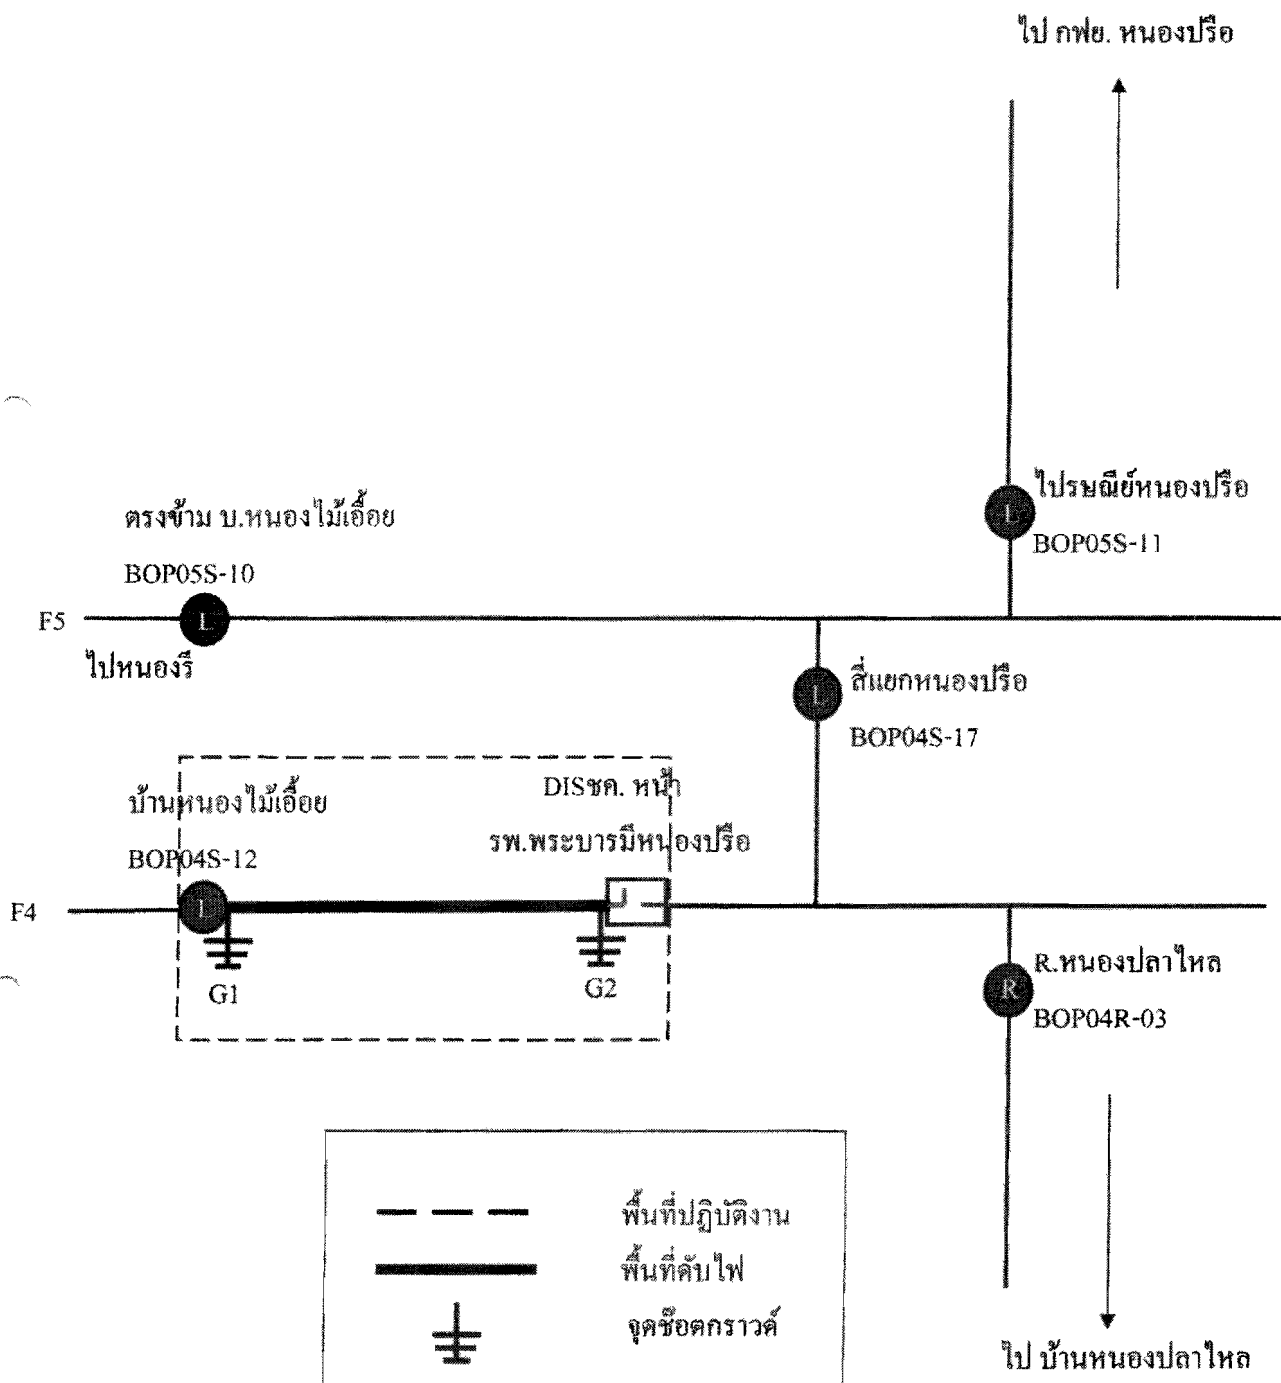 ไป กฟย. หนองปรือ
ไปรษณีย์หนองปรือ
BOP05S-11
ตรงข้าม บ.หนองไม้เอื้อย
BOP05S-10
F5
L
L
ไปหนองรี
สี่แยกหนองปรือ
BOP04S-17
L
DISชค. หน้า
รพ.พระบารมีหนองปรือ
บ้านหนองไม้เอื้อย
BOP04S-12
F4
L
G1
G2
R.หนองปลาไหล
BOP04R-03
R
พื้นที่ปฏิบัติงาน
พื้นที่ดับไฟ
จุดช๊อตกราวด์
ไป บ้านหนองปลาไหล